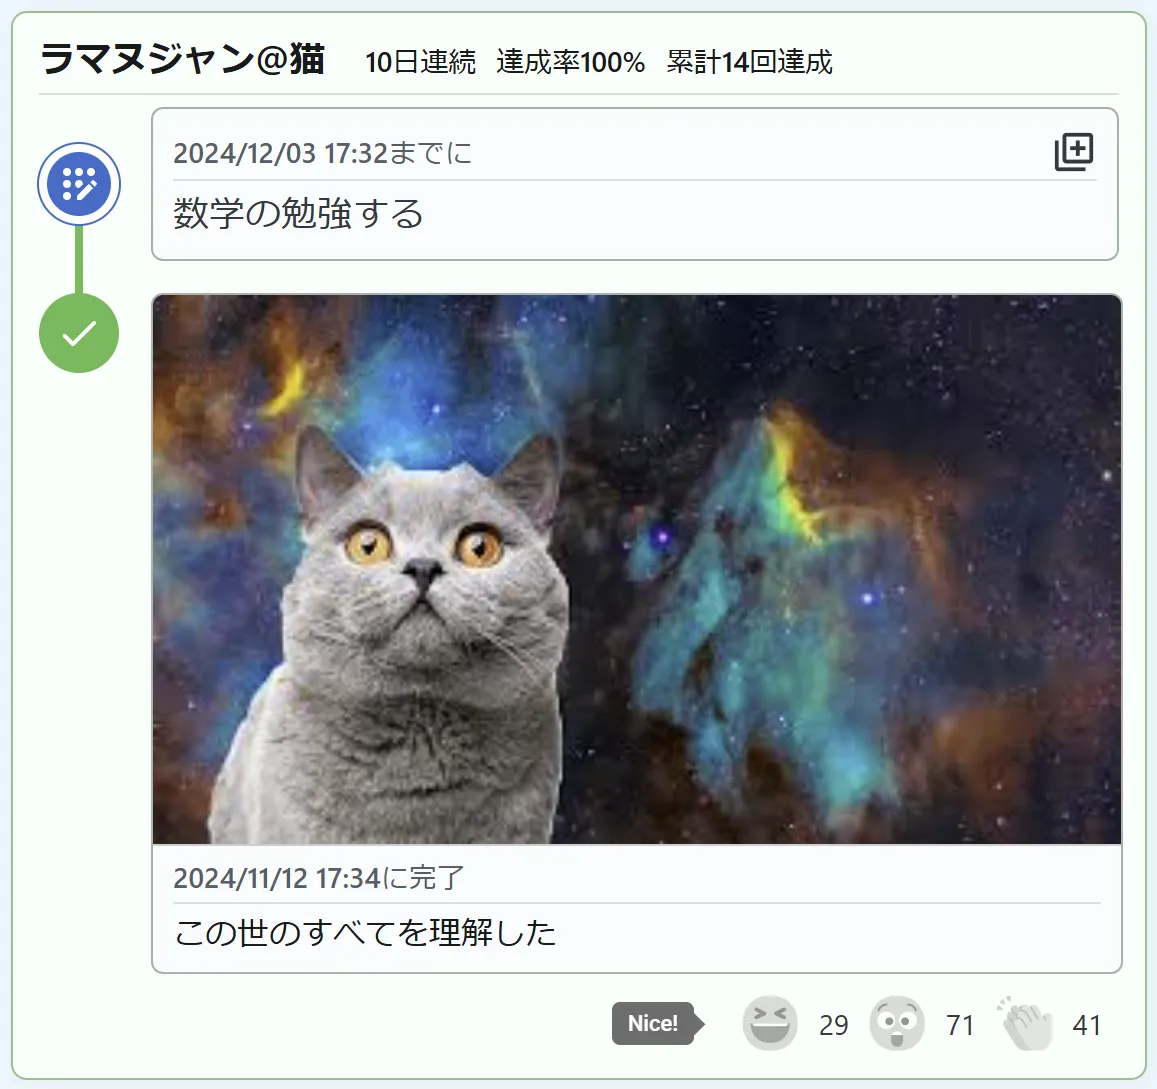 ラマヌジャン@猫 10日連続 達成率100% 累計14回達成
2024/12/03 17:32までに
数学の勉強する
2024/11/12 17:34に完了
この世のすべてを理解した
Nice! 29 71 41